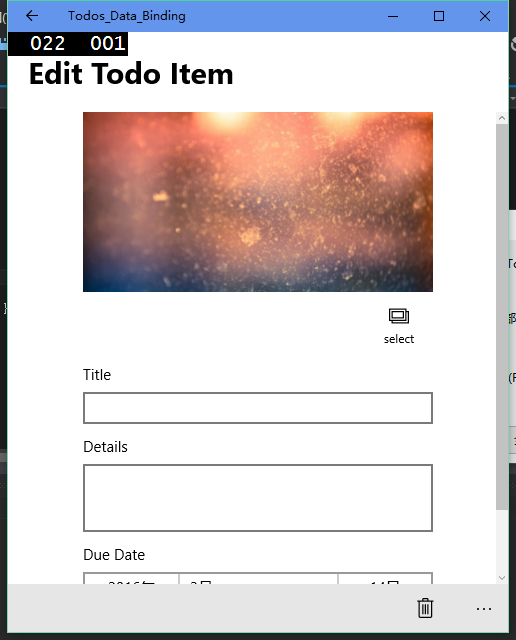 Todos_Data_Binding
022 001
Edit Todo Item
select
Title
Details
Due Date